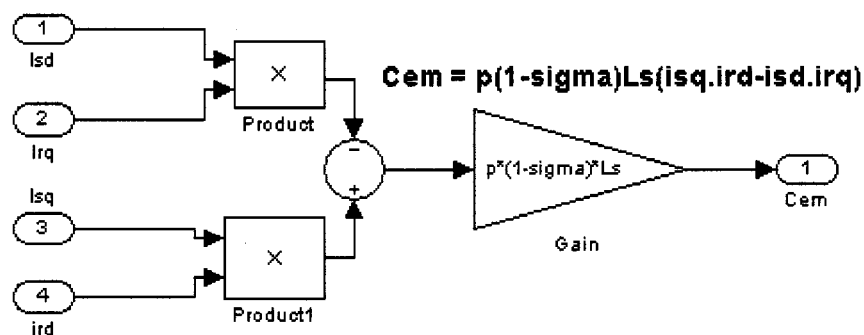 1
Isd
2
Irq
Isq
3
4
ird
×
Product
×
Product1
Cem = p(1-sigma)Ls(isq.ird-isd.irq)
−
+
p*(1-sigma)*Ls
Gain
1
Cem